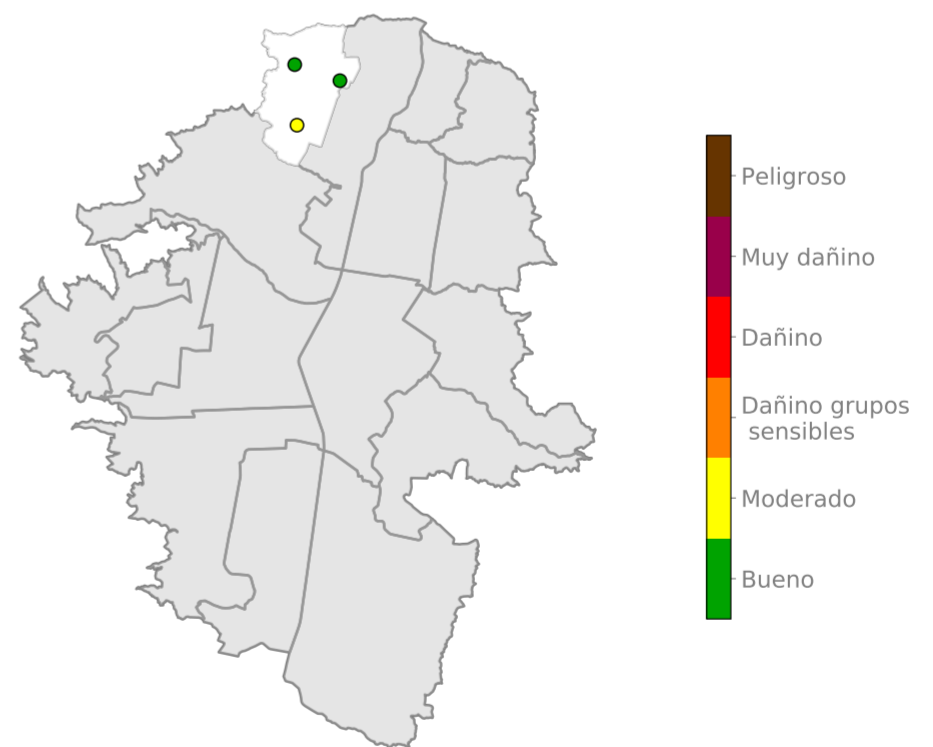 Peligroso
Muy dañino
Dañino
Dañino grupos
sensibles
Moderado
Bueno